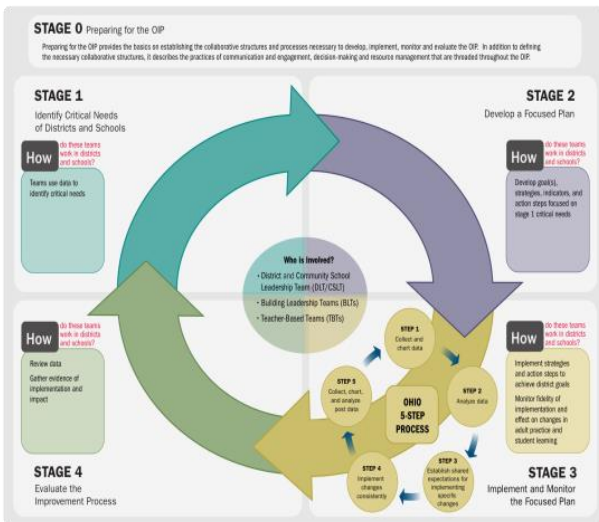 STAGE 0 Preparing for the OIP
Preparing for the OIP provides the basics on establishing the collaborative structures and processes necessary to develop, implement, monitor and evaluate the OIP. In addition to defining
the necessary collaborative structures, it describes the practices of communication and engagement, decision-making and resource management that are threaded throughout the OIP.
STAGE 1
Identify Critical Needs
of Districts and Schools
How
do these teams
work in districts
and schools?
Teams use data to
identify critical needs
STAGE 2
Develop a Focused Plan
How
do these teams
work in districts
and schools?
Develop goal(s),
strategies, indicators, and
action steps focused on
stage 1 critical needs
Who is Involved?
• District and Community School
Leadership Team (DLT/CSLT)
• Building Leadership Teams (BLTs)
• Teacher-Based Teams (TBTs)
How
do these teams
work in districts
and schools?
Implement strategies
and action steps to
achieve district goals
Monitor fidelity of
implementation and
effect on changes in
adult practice and
student learning
STAGE 3
Implement and Monitor
the Focused Plan
OHIO
5-STEP
PROCESS
STEP 1
Collect and
chart data
STEP 2
Analyze data
STEP 3
Establish shared
expectations for
implementing
specific
changes
STEP 4
Implement
changes
consistently
STEP 5
Collect, chart,
and analyze
post data
How
do these teams
work in districts
and schools?
Review data
Gather evidence of
implementation and
impact
STAGE 4
Evaluate the
Improvement Process